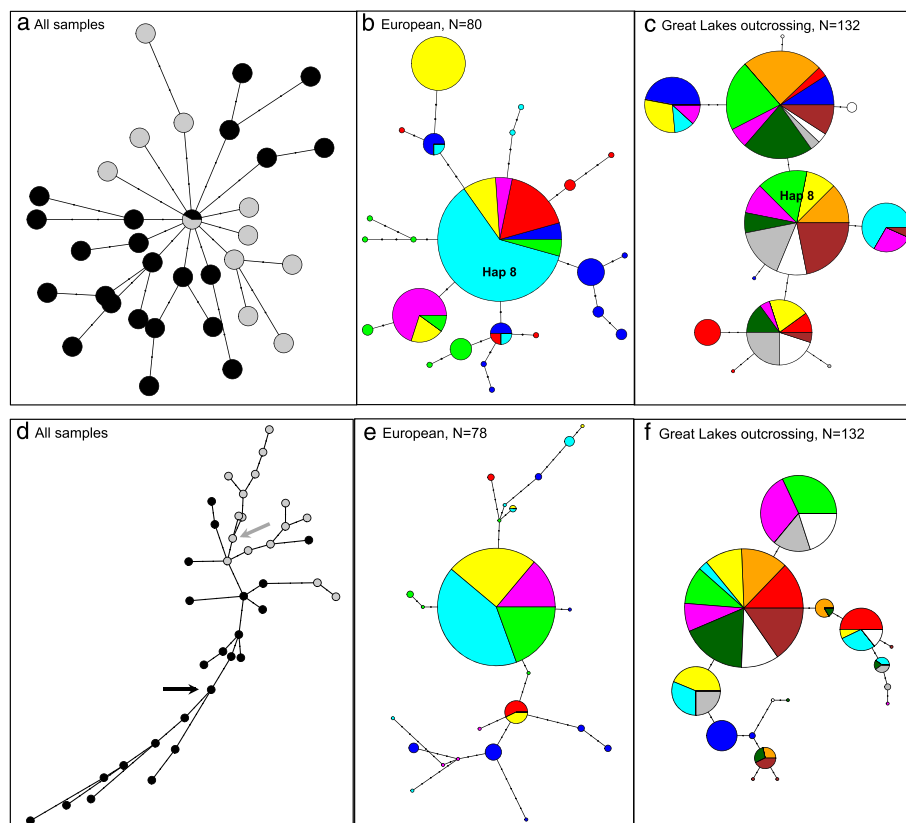 a All samples
b European, N=80
Hap 8
c Great Lakes outcrossing, N=132
Hap 8
d All samples
e European, N=78
f Great Lakes outcrossing, N=132